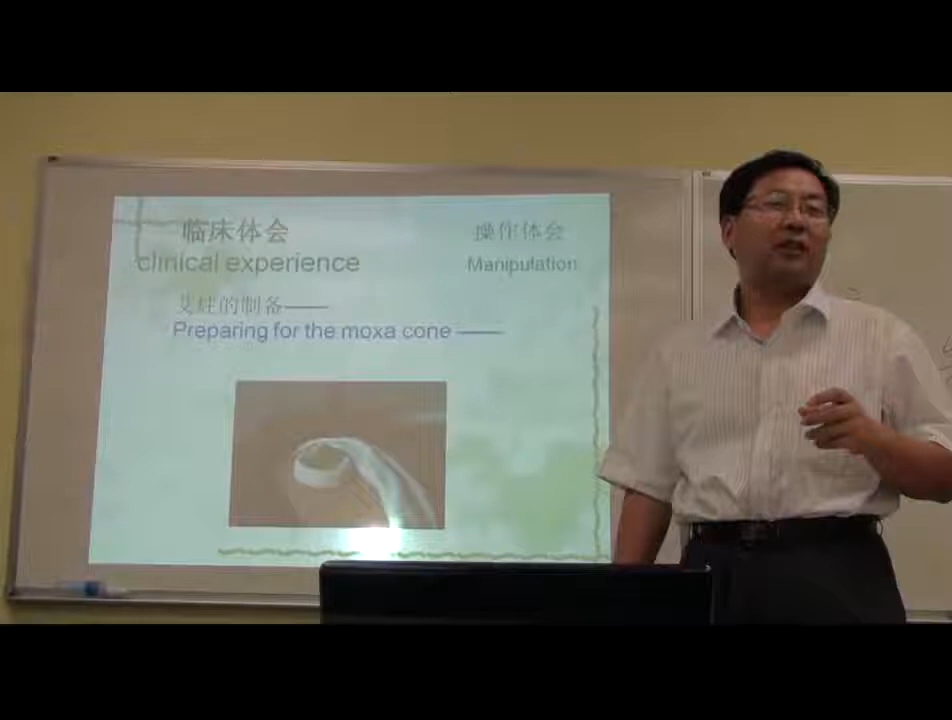 临床体会
操作体会
clinical experience
Manipulation
艾炷的制备——
Preparing for the moxa cone ——